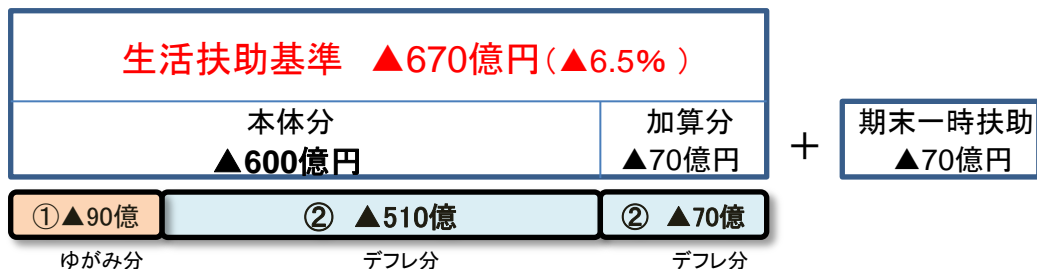 生活扶助基準 ▲670億円(▲6.5% )
本体分
▲600億円
加算分
▲70億円
+
期末一時扶助
▲70億円
①▲90億
② ▲510億
② ▲70億
ゆがみ分
デフレ分
デフレ分